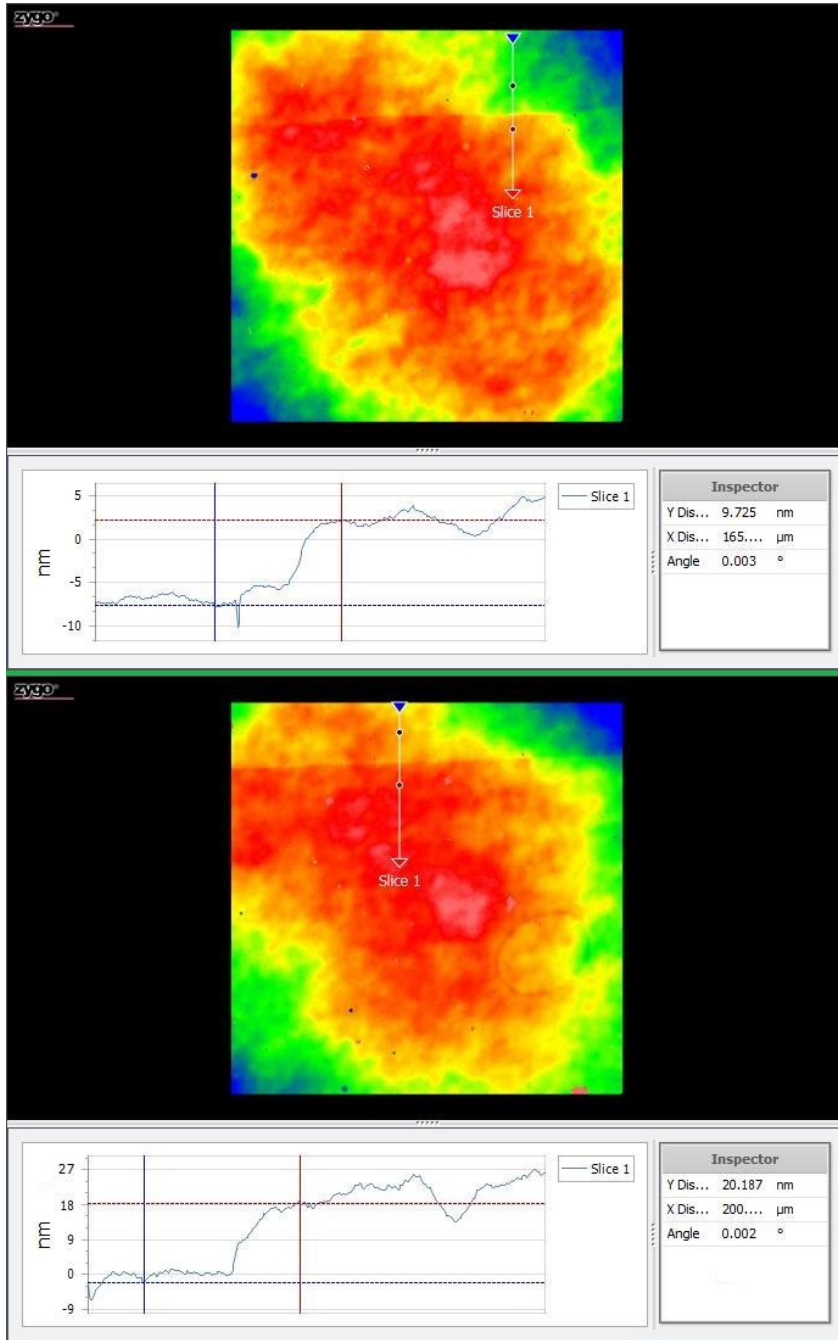 zygo
Slice 1
5
0
-5
-10
nm
Slice 1
Inspector
Y Dis... 9.725 nm
X Dis... 165.... µm
Angle 0.003 °
zygo
Slice 1
27
18
9
0
-9
nm
Slice 1
Inspector
Y Dis... 20.187 nm
X Dis... 200.... µm
Angle 0.002 °